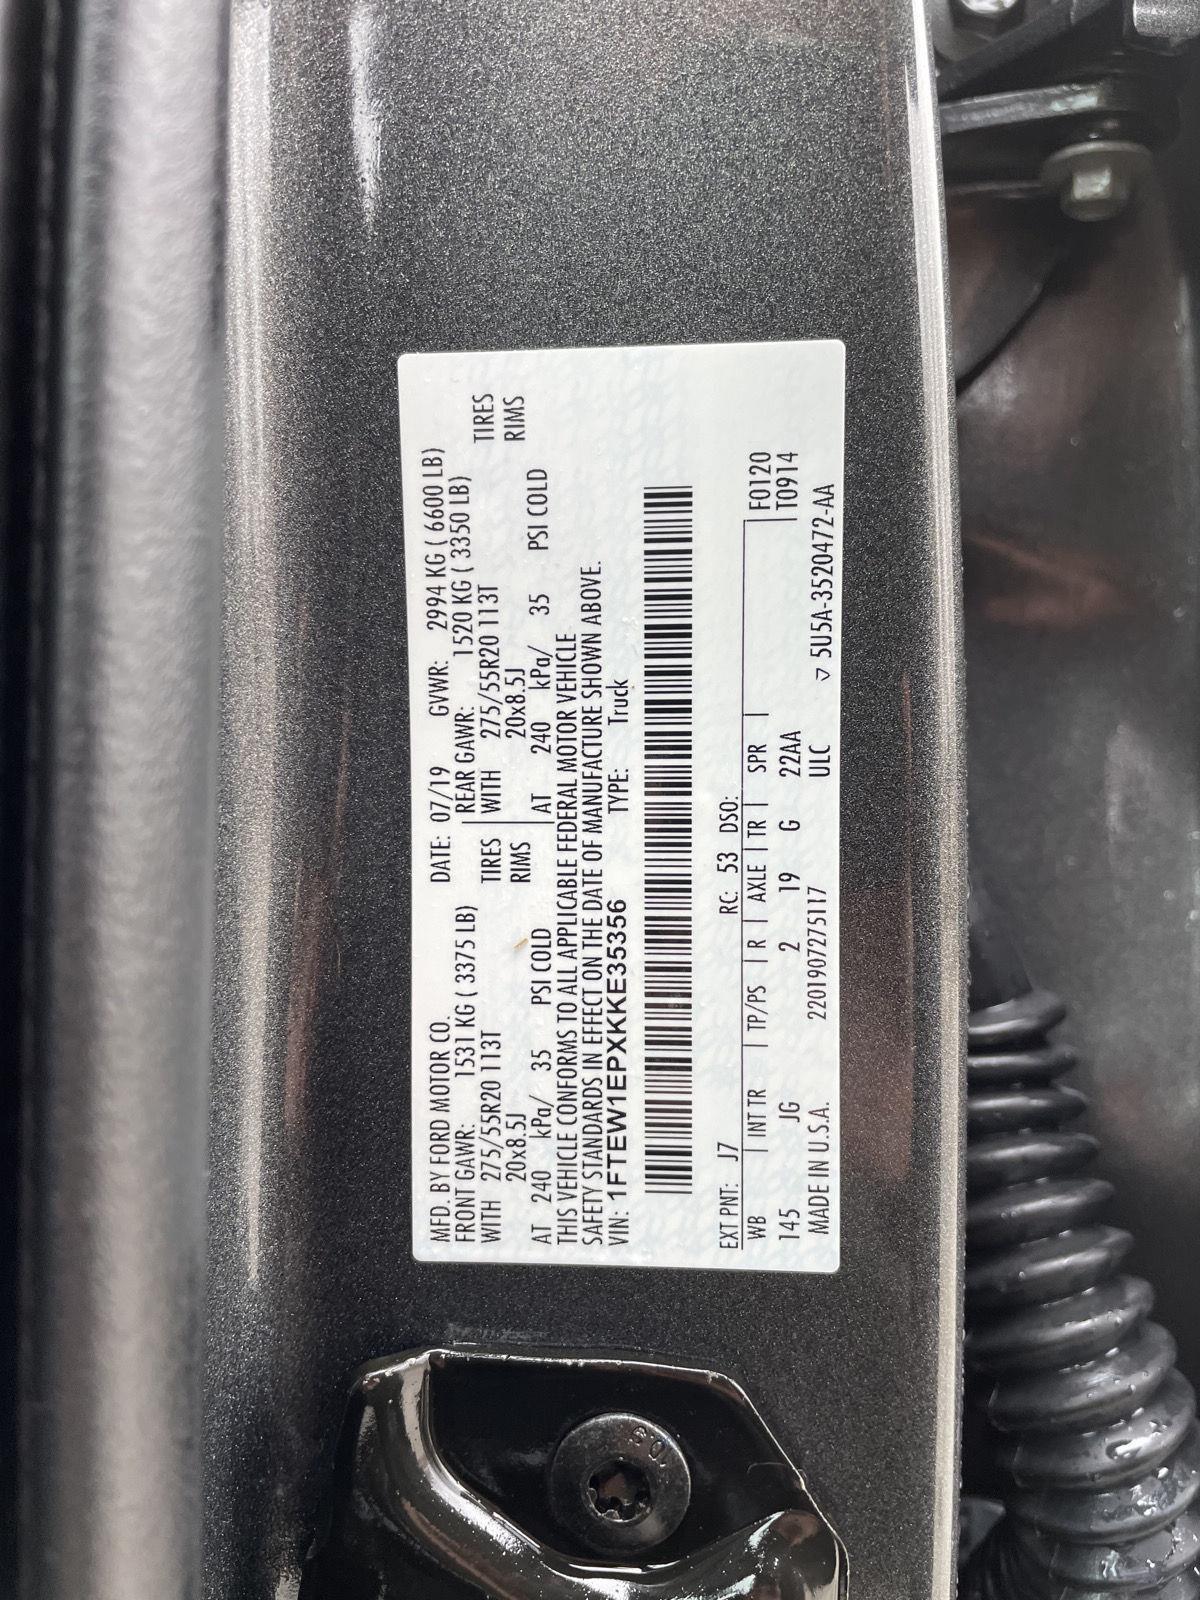 MFD. BY FORD MOTOR CO. DATE: 07/19 GVWR: 2994 KG ( 6600 LB)
FRONT GAWR: 1531 KG ( 3375 LB) REAR GAWR: 1520 KG ( 3350 LB)
WITH 275/55R20 113T TIRES WITH 275/55R20 113T TIRES
20x8.5J RIMS 20x8.5J RIMS
AT 240 kPa/ 35 PSI COLD AT 240 kPa/ 35 PSI COLD
THIS VEHICLE CONFORMS TO ALL APPLICABLE FEDERAL MOTOR VEHICLE
SAFETY STANDARDS IN EFFECT ON THE DATE OF MANUFACTURE SHOWN ABOVE.
VIN: 1FTEW1EPXKKE35356 TYPE: Truck
EXT PNT: J7 RC: 53 DSO:
WB | INT TR | TP/PS | R | AXLE | TR | SPR | F0120
145 JG 2 19 G 22AA T0914
MADE IN U.S.A. 2201907275117 ULC ▽ 5U5A-3520472-AA
10.9